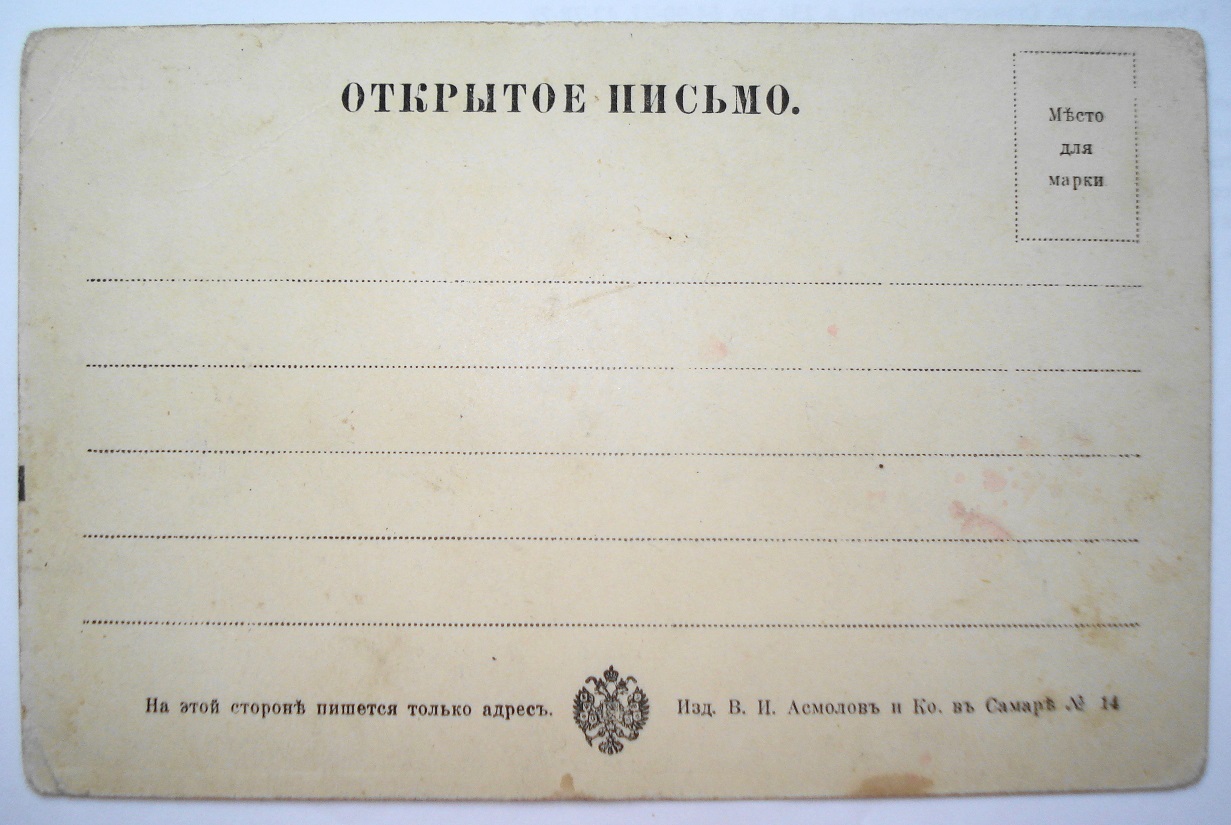 ОТКРЫТОЕ ПИСЬМО.
Мѣсто
для
марки
На этой сторонѣ пишется только адресъ.
Изд. В. И. Асмоловъ и Ко. въ Самарѣ № 14